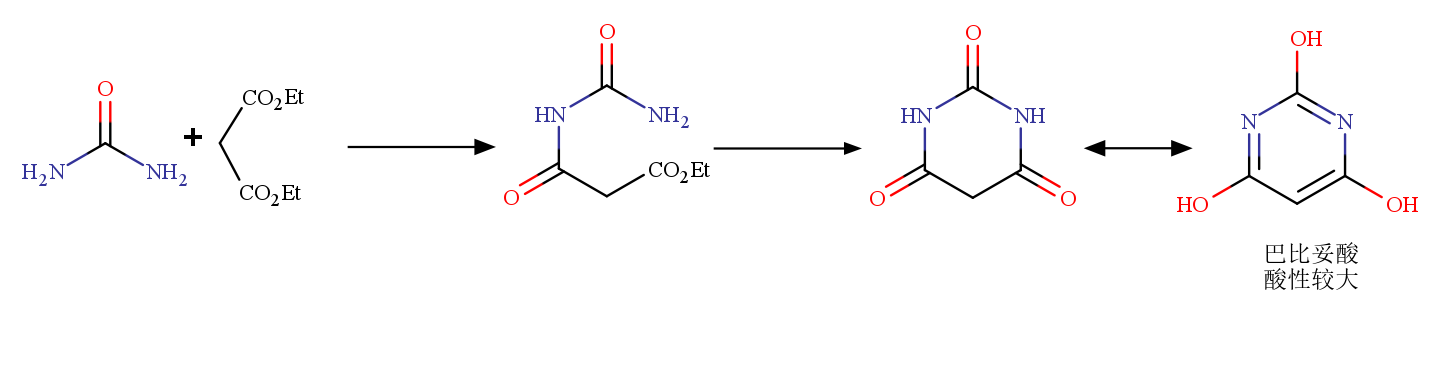 O
H2N
NH2
+
CO2Et
CO2Et
O
HN
NH2
O
CO2Et
O
HN
NH
O
O
OH
N
N
HO
OH
巴比妥酸
酸性较大